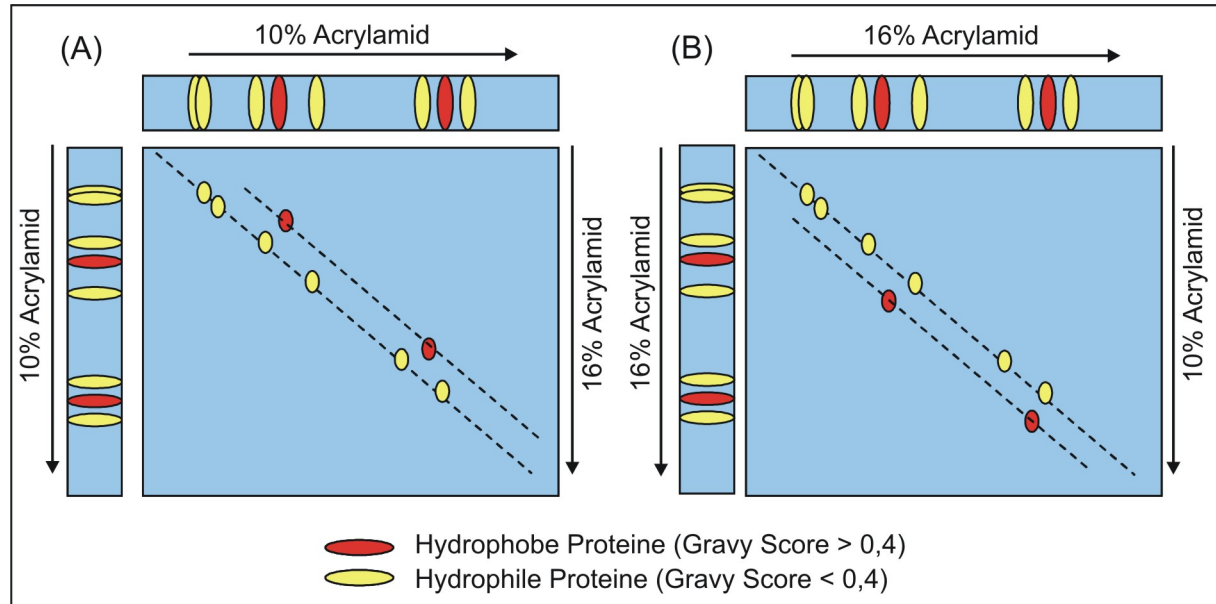 (A)
10% Acrylamid
10% Acrylamid
16% Acrylamid
(B)
16% Acrylamid
16% Acrylamid
10% Acrylamid
Hydrophobe Proteine (Gravy Score > 0,4)
Hydrophile Proteine (Gravy Score < 0,4)